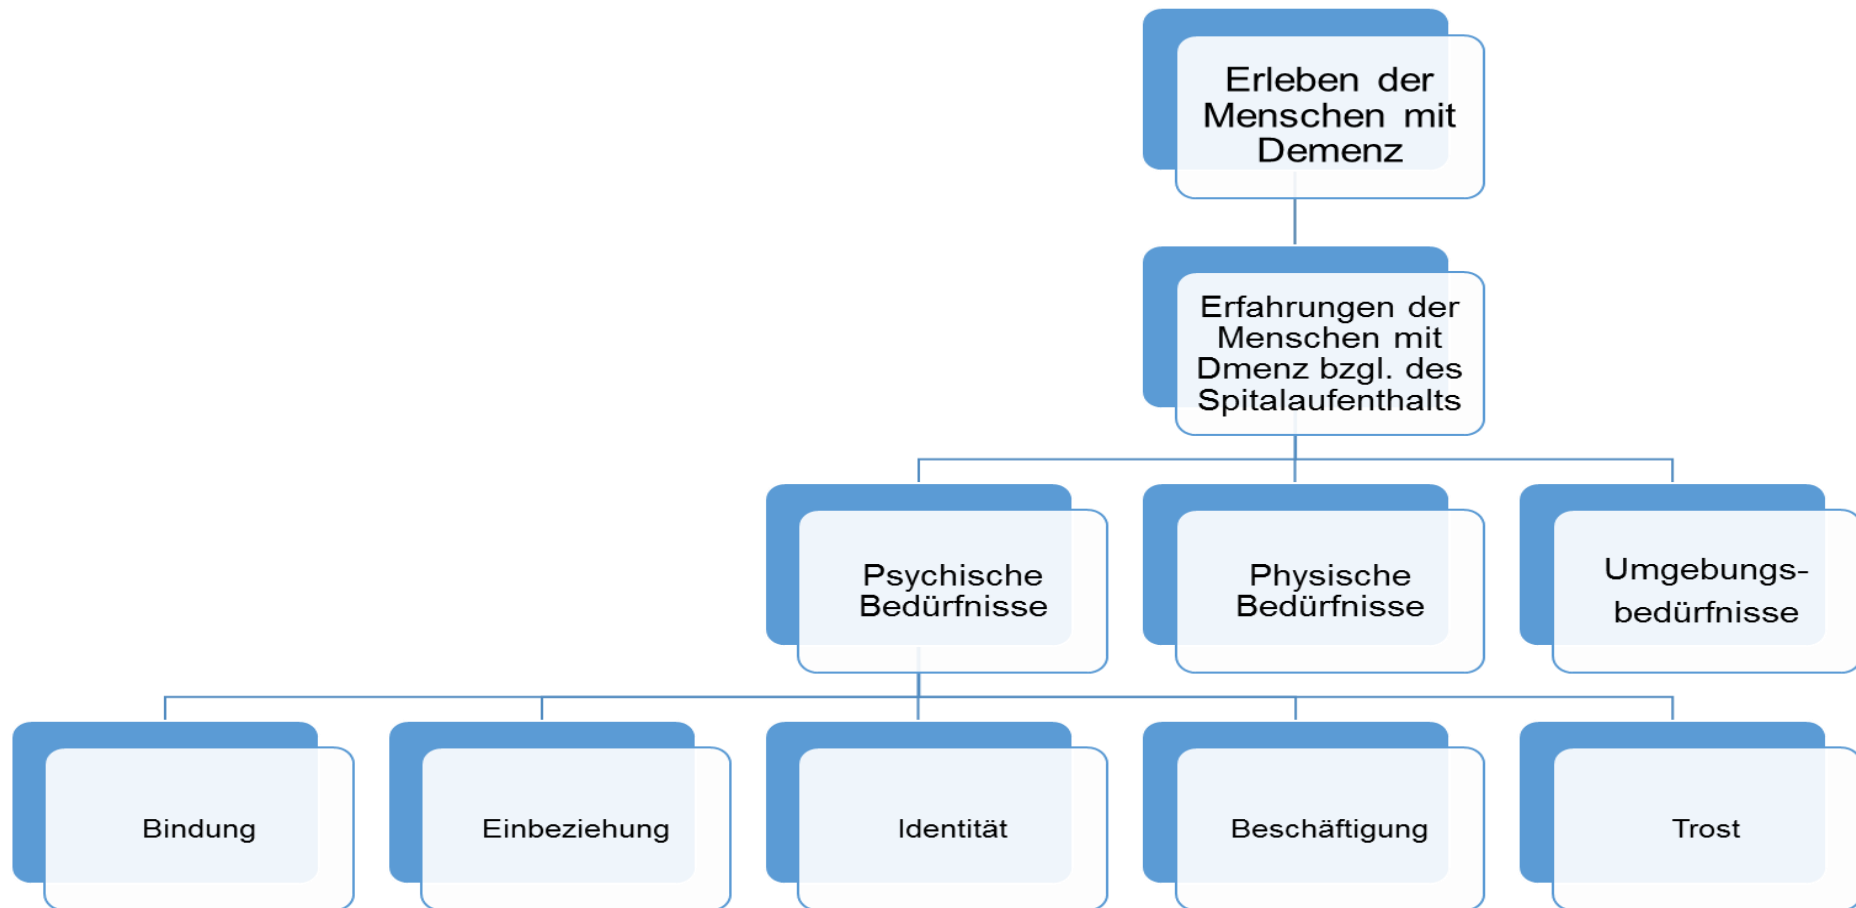 Erleben der
Menschen mit
Demenz
Erfahrungen der
Menschen mit
Dmenz bzgl. des
Spitalaufenthalts
Psychische
Bedürfnisse
Physische
Bedürfnisse
Umgebungs-
bedürfnisse
Bindung
Einbeziehung
Identität
Beschäftigung
Trost